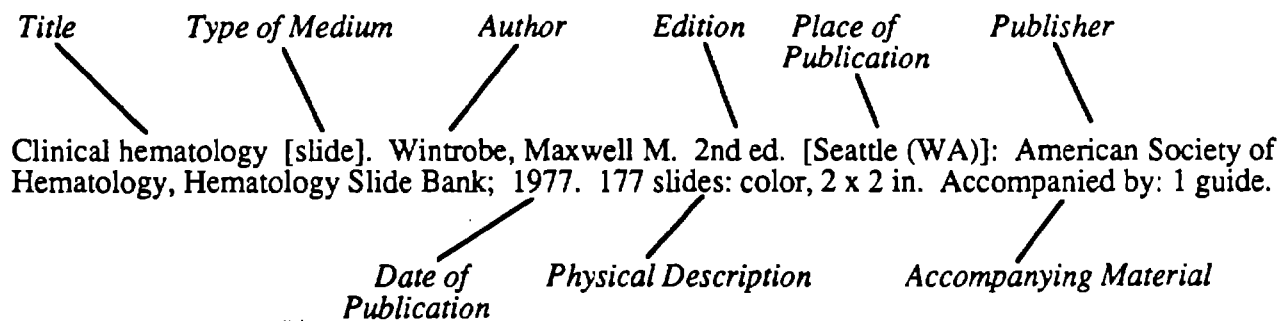 Title Type of Medium Author Edition Place of Publication Publisher
Clinical hematology [slide]. Wintrobe, Maxwell M. 2nd ed. [Seattle (WA)]: American Society of
Hematology, Hematology Slide Bank; 1977. 177 slides: color, 2 x 2 in. Accompanied by: 1 guide.
Date of Publication Physical Description Accompanying Material